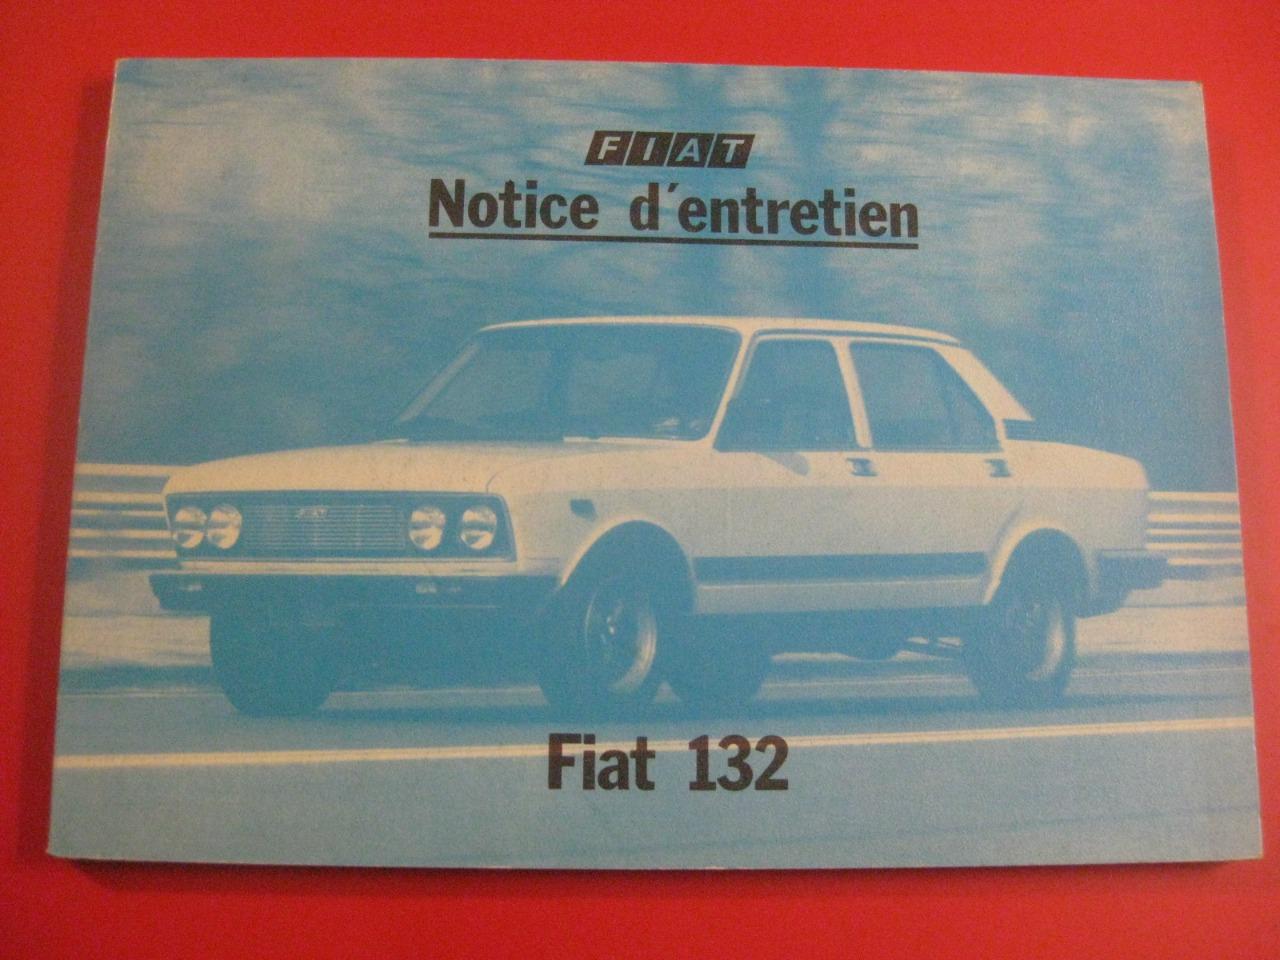 FIAT
Notice d'entretien
Fiat 132